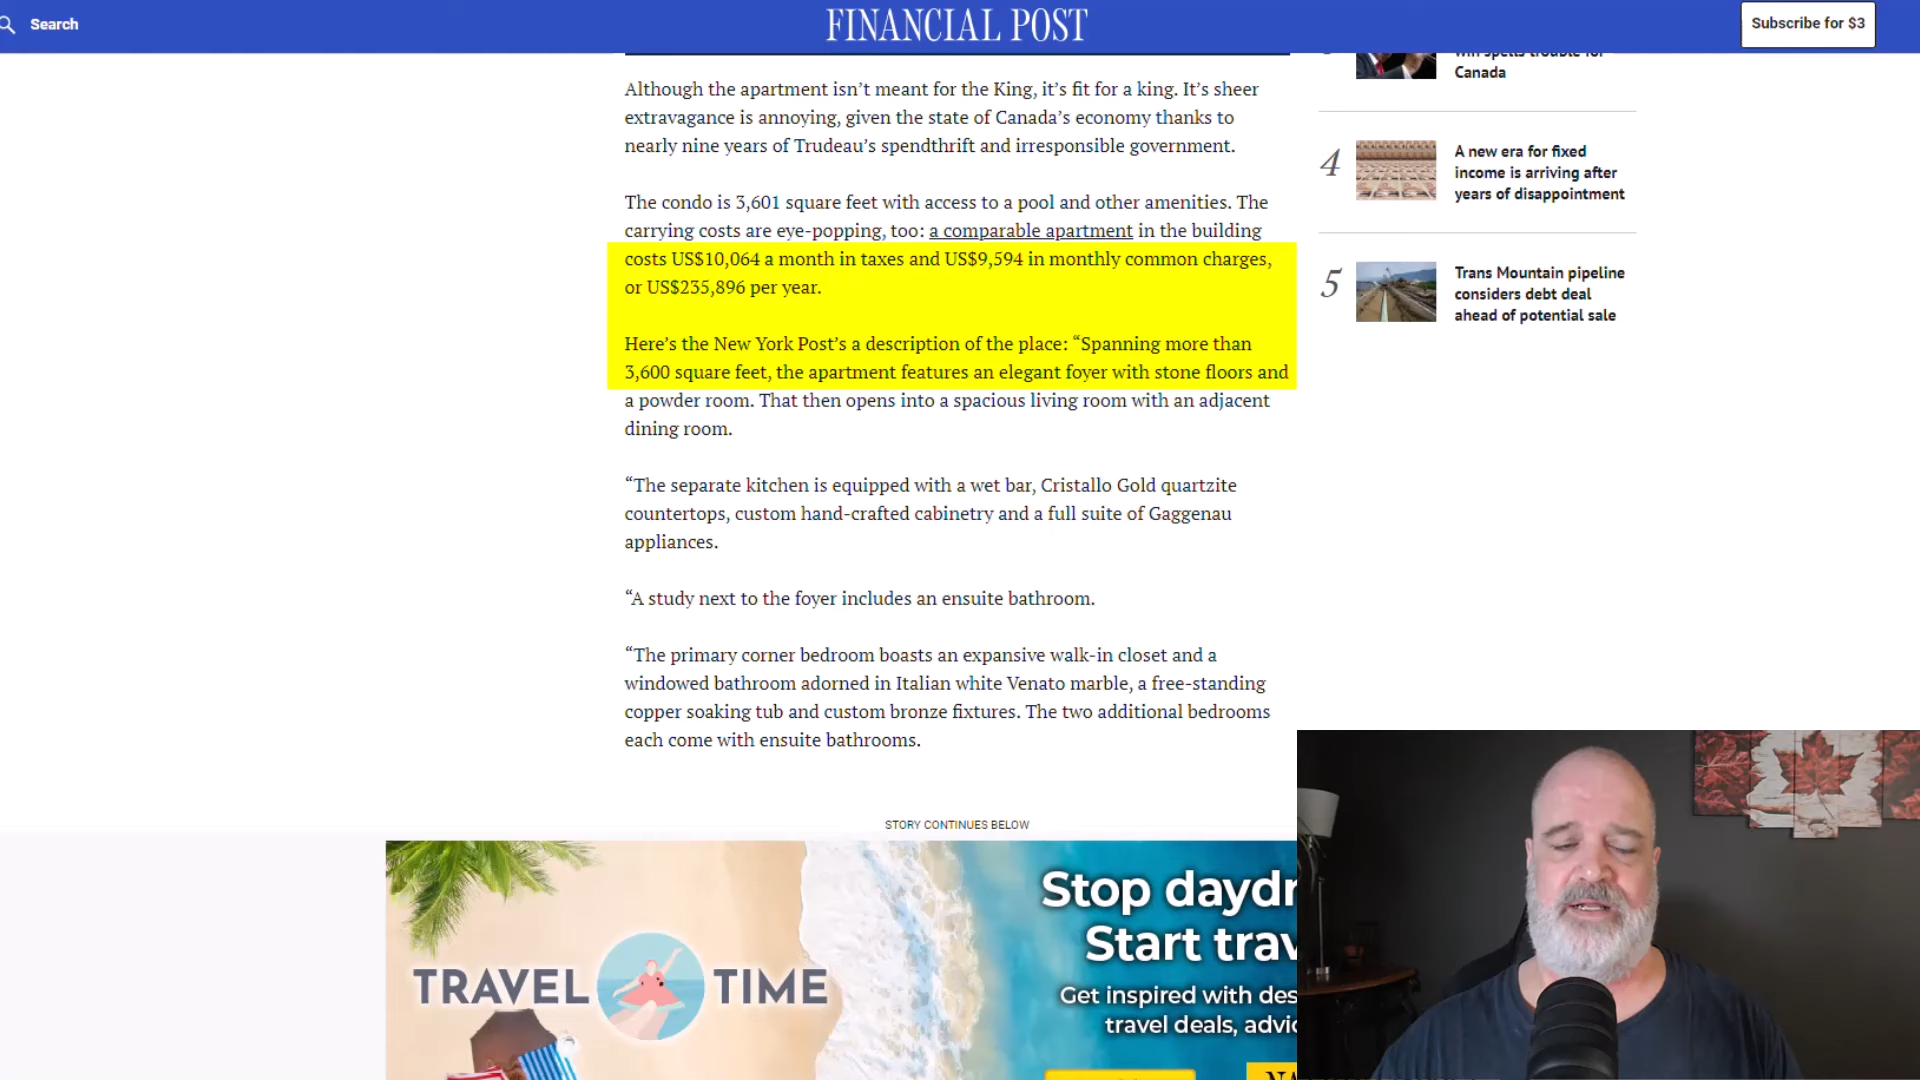 Search
FINANCIAL POST
Subscribe for $3
Although the apartment isn’t meant for the King, it’s fit for a king. It’s sheer
extravagance is annoying, given the state of Canada’s economy thanks to
nearly nine years of Trudeau’s spendthrift and irresponsible government.
The condo is 3,601 square feet with access to a pool and other amenities. The
carrying costs are eye-popping, too: a comparable apartment in the building
costs US$10,064 a month in taxes and US$9,594 in monthly common charges,
or US$235,896 per year.
Here’s the New York Post’s a description of the place: “Spanning more than
3,600 square feet, the apartment features an elegant foyer with stone floors and
a powder room. That then opens into a spacious living room with an adjacent
dining room.
“The separate kitchen is equipped with a wet bar, Cristallo Gold quartzite
countertops, custom hand-crafted cabinetry and a full suite of Gaggenau
appliances.
“A study next to the foyer includes an ensuite bathroom.
“The primary corner bedroom boasts an expansive walk-in closet and a
windowed bathroom adorned in Italian white Venato marble, a free-standing
copper soaking tub and custom bronze fixtures. The two additional bedrooms
each come with ensuite bathrooms.
STORY CONTINUES BELOW
Canada
4
A new era for fixed
income is arriving after
years of disappointment
5
Trans Mountain pipeline
considers debt deal
ahead of potential sale
TRAVEL TIME
Stop daydr
Start trav
Get inspired with des
travel deals, advic